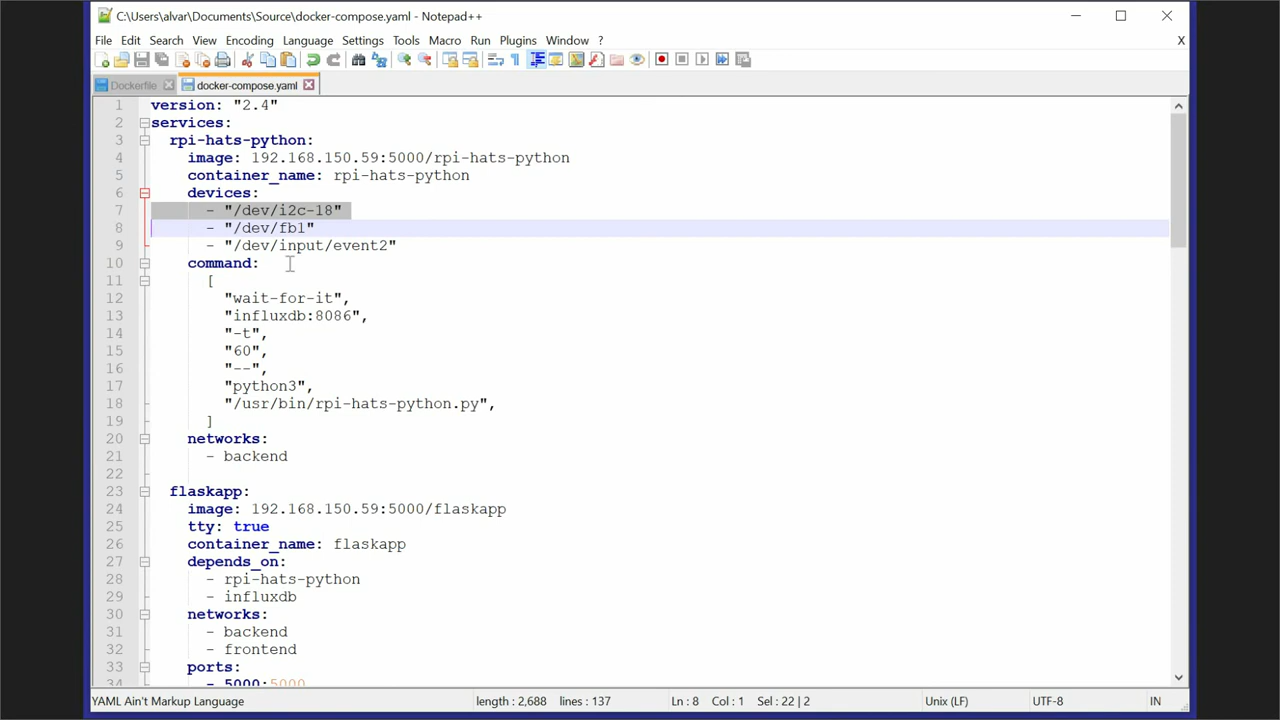 C:\Users\alvar\Documents\Source\docker-compose.yaml - Notepad++
File Edit Search View Encoding Language Settings Tools Macro Run Plugins Window ? X
Dockerfile docker-compose.yaml
1 version: "2.4"
2 services:
3 rpi-hats-python:
4 image: 192.168.150.59:5000/rpi-hats-python
5 container_name: rpi-hats-python
6 devices:
7 - "/dev/i2c-18"
8 - "/dev/fb1"
9 - "/dev/input/event2"
10 command:
11 [
12 "wait-for-it",
13 "influxdb:8086",
14 "-t",
15 "60",
16 "--",
17 "python3",
18 "/usr/bin/rpi-hats-python.py",
19 ]
20 networks:
21 - backend
22
23 flaskapp:
24 image: 192.168.150.59:5000/flaskapp
25 tty: true
26 container_name: flaskapp
27 depends_on:
28 - rpi-hats-python
29 - influxdb
30 networks:
31 - backend
32 - frontend
33 ports:
34 - 5000:5000
YAML Ain't Markup Language length : 2,688 lines : 137 Ln : 8 Col : 1 Sel : 22 | 2 Unix (LF) UTF-8 IN